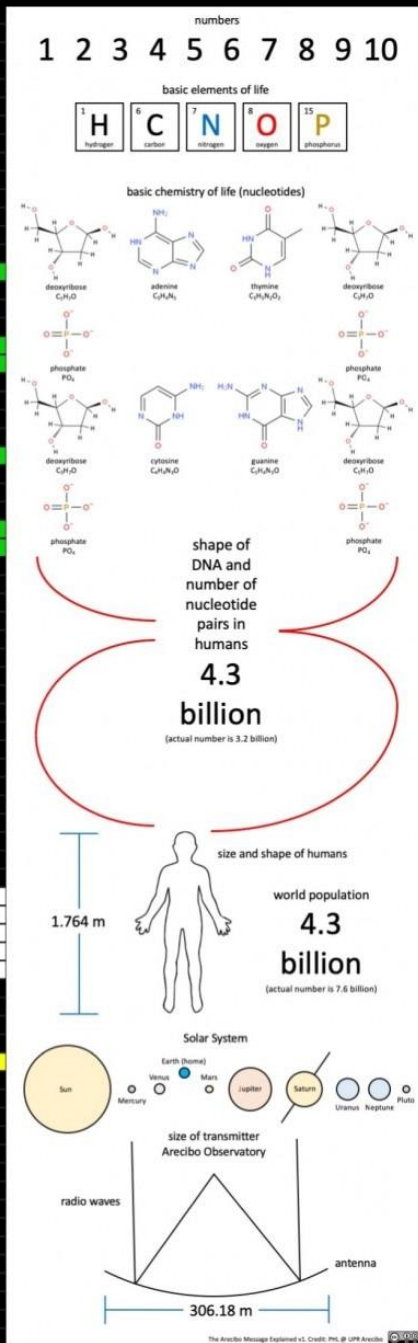 numbers
1 2 3 4 5 6 7 8 9 10
basic elements of life
1 6 7 8 15
H C N O P
hydrogen carbon nitrogen oxygen phosphorus
basic chemistry of life (nucleotides)
deoxyribose adenine thymine deoxyribose
phosphate phosphate
PO₄ PO₄
deoxyribose cytosine guanine deoxyribose
phosphate phosphate
PO₄ PO₄
shape of
DNA and
number of
nucleotide
pairs in
humans
4.3
billion
(actual number is 3.2 billion)
size and shape of humans
1.764 m
world population
4.3
billion
(actual number is 7.6 billion)
Solar System
Sun
Mercury
Venus
Earth (home)
Mars
Jupiter
Saturn
Uranus
Neptune
Pluto
size of transmitter
Arecibo Observatory
radio waves
antenna
306.18 m
The Arecibo Message Explained v1. Credit: PHL @ UPR Arecibo